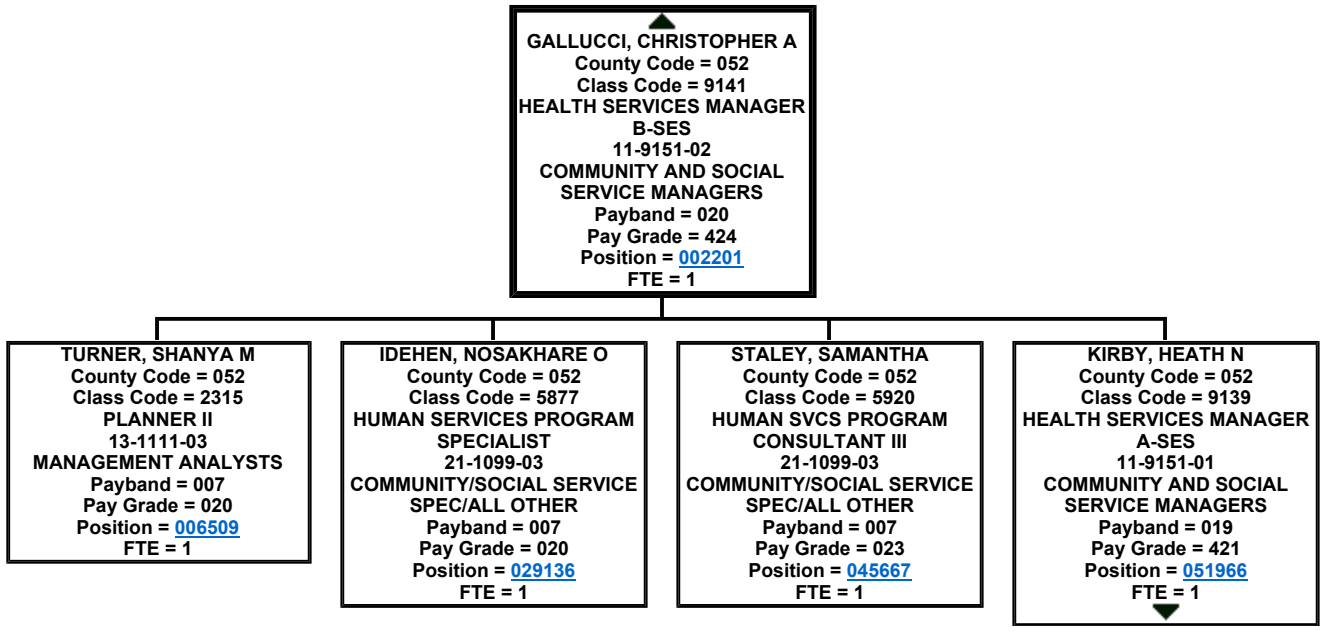 GALLUCCI, CHRISTOPHER A
County Code = 052
Class Code = 9141
HEALTH SERVICES MANAGER
B-SES
11-9151-02
COMMUNITY AND SOCIAL
SERVICE MANAGERS
Payband = 020
Pay Grade = 424
Position = 002201
FTE = 1
TURNER, SHANYA M
County Code = 052
Class Code = 2315
PLANNER II
13-1111-03
MANAGEMENT ANALYSTS
Payband = 007
Pay Grade = 020
Position = 006509
FTE = 1
IDEHEN, NOSAKHARE O
County Code = 052
Class Code = 5877
HUMAN SERVICES PROGRAM
SPECIALIST
21-1099-03
COMMUNITY/SOCIAL SERVICE
SPEC/ALL OTHER
Payband = 007
Pay Grade = 020
Position = 029136
FTE = 1
STALEY, SAMANTHA
County Code = 052
Class Code = 5920
HUMAN SVCS PROGRAM
CONSULTANT III
21-1099-03
COMMUNITY/SOCIAL SERVICE
SPEC/ALL OTHER
Payband = 007
Pay Grade = 023
Position = 045667
FTE = 1
KIRBY, HEATH N
County Code = 052
Class Code = 9139
HEALTH SERVICES MANAGER
A-SES
11-9151-01
COMMUNITY AND SOCIAL
SERVICE MANAGERS
Payband = 019
Pay Grade = 421
Position = 051966
FTE = 1